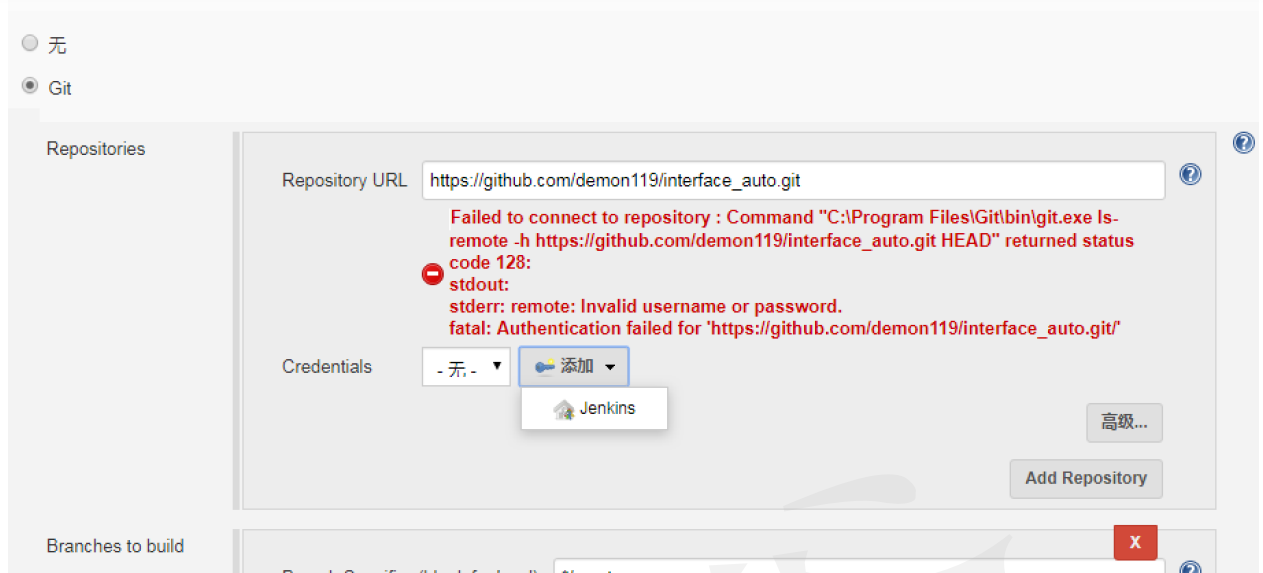 无
Git
Repositories
Repository URL
https://github.com/demon119/interface_auto.git
Failed to connect to repository : Command "C:\Program Files\Git\bin\git.exe ls-
remote -h https://github.com/demon119/interface_auto.git HEAD" returned status
code 128:
stdout:
stderr: remote: Invalid username or password.
fatal: Authentication failed for 'https://github.com/demon119/interface_auto.git/'
Credentials
- 无 -
添加
Jenkins
高级...
Add Repository
Branches to build
X